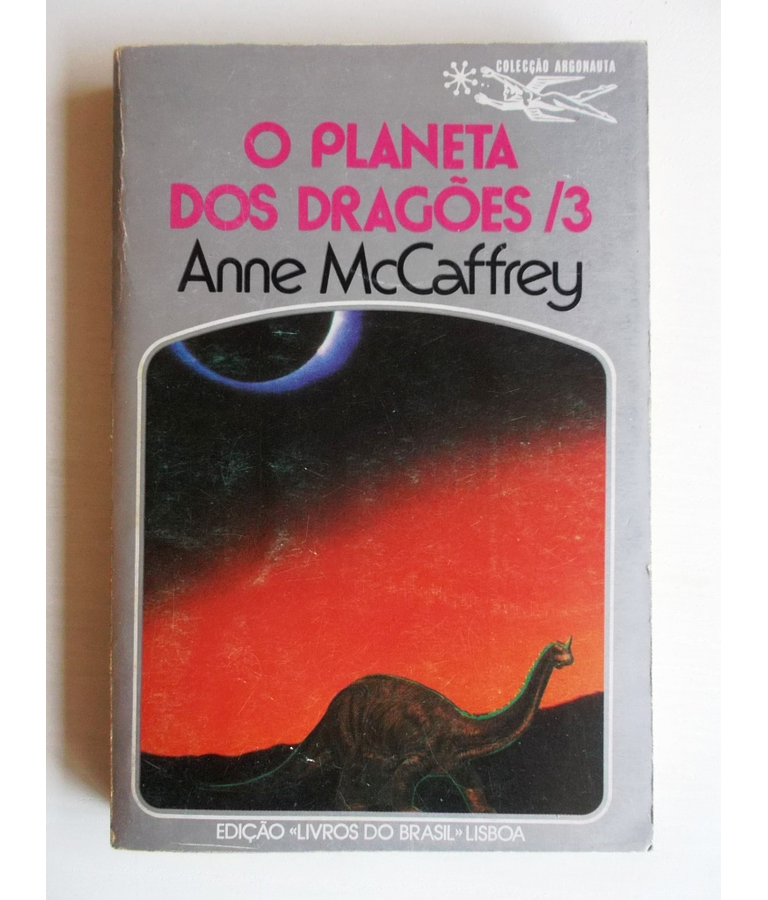 COLECÇÃO ARGONAUTA
O PLANETA
DOS DRAGÕES /3
Anne McCaffrey
EDIÇÃO «LIVROS DO BRASIL» LISBOA